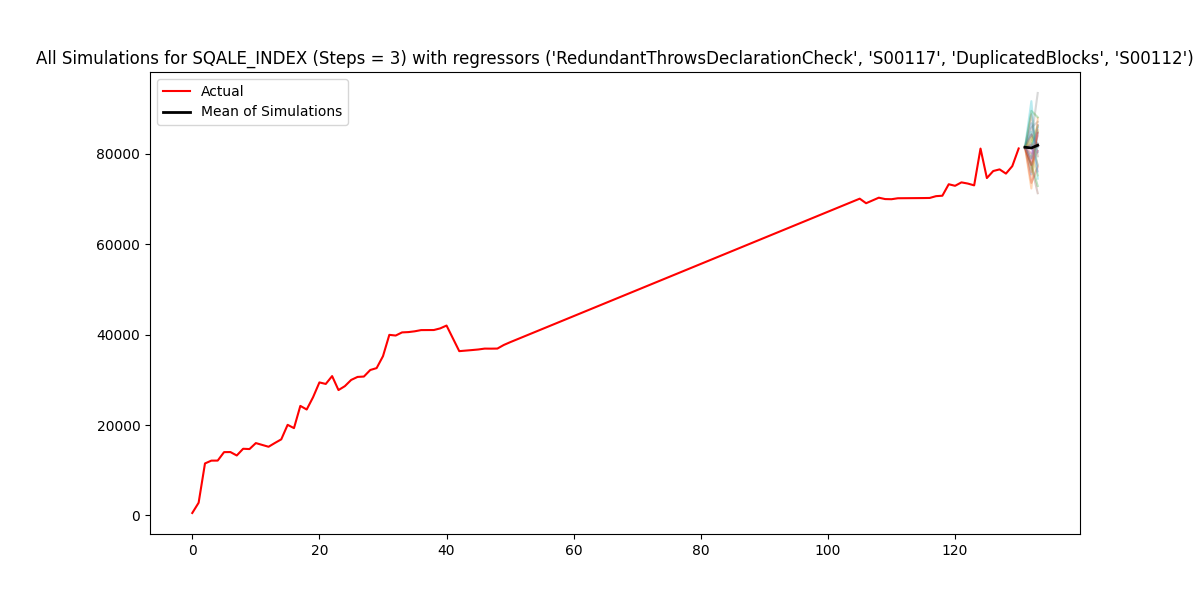 All Simulations for SQALE_INDEX (Steps = 3) with regressors ('RedundantThrowsDeclarationCheck', 'S00117', 'DuplicatedBlocks', 'S00112')
Actual
Mean of Simulations
80000
60000
40000
20000
0
0 20 40 60 80 100 120